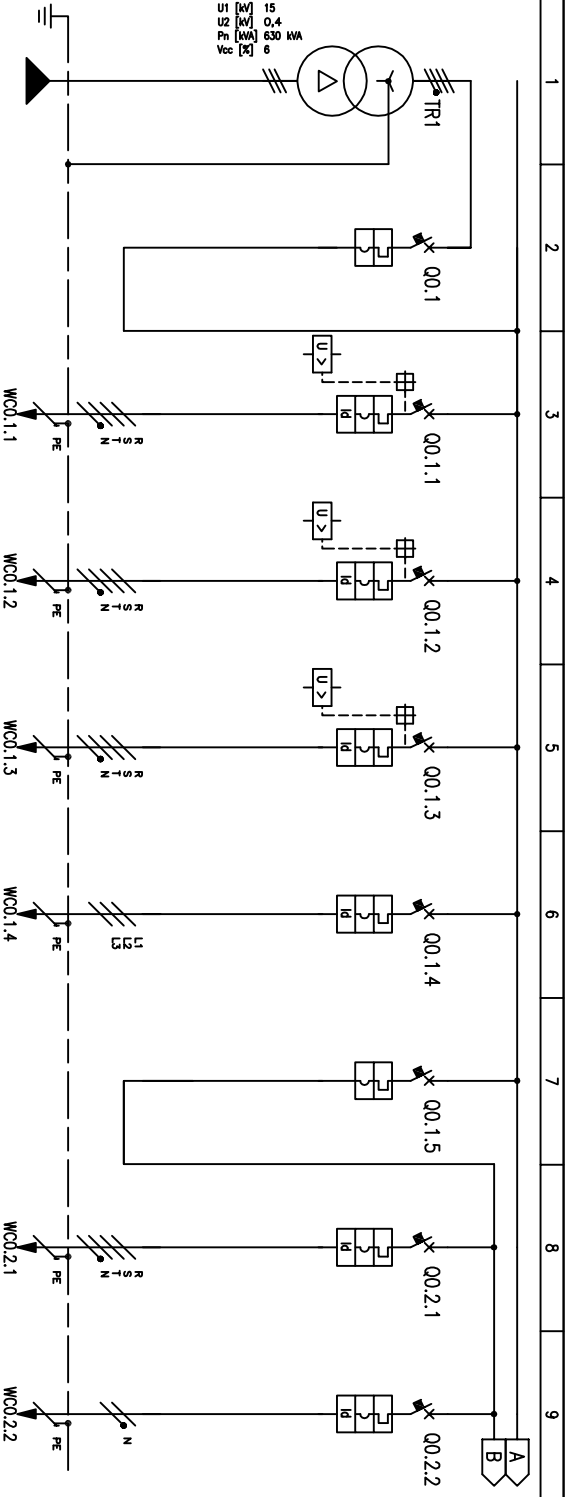 U1 [kV] 15
U2 [kV] 0,4
Pn [kVA] 630 kVA
Vcc [%] 6
1
2
3
4
5
6
7
8
9
TR1
Q0.1
Q0.1.1
Q0.1.2
Q0.1.3
Q0.1.4
Q0.1.5
Q0.2.1
Q0.2.2
A
B
U >
U >
U >
Id
Id
Id
Id
Id
Id
R
S
T
N
R
S
T
N
R
S
T
N
L1
L2
L3
R
S
T
N
N
PE
PE
PE
PE
PE
PE
WC0.1.1
WC0.1.2
WC0.1.3
WC0.1.4
WC0.2.1
WC0.2.2